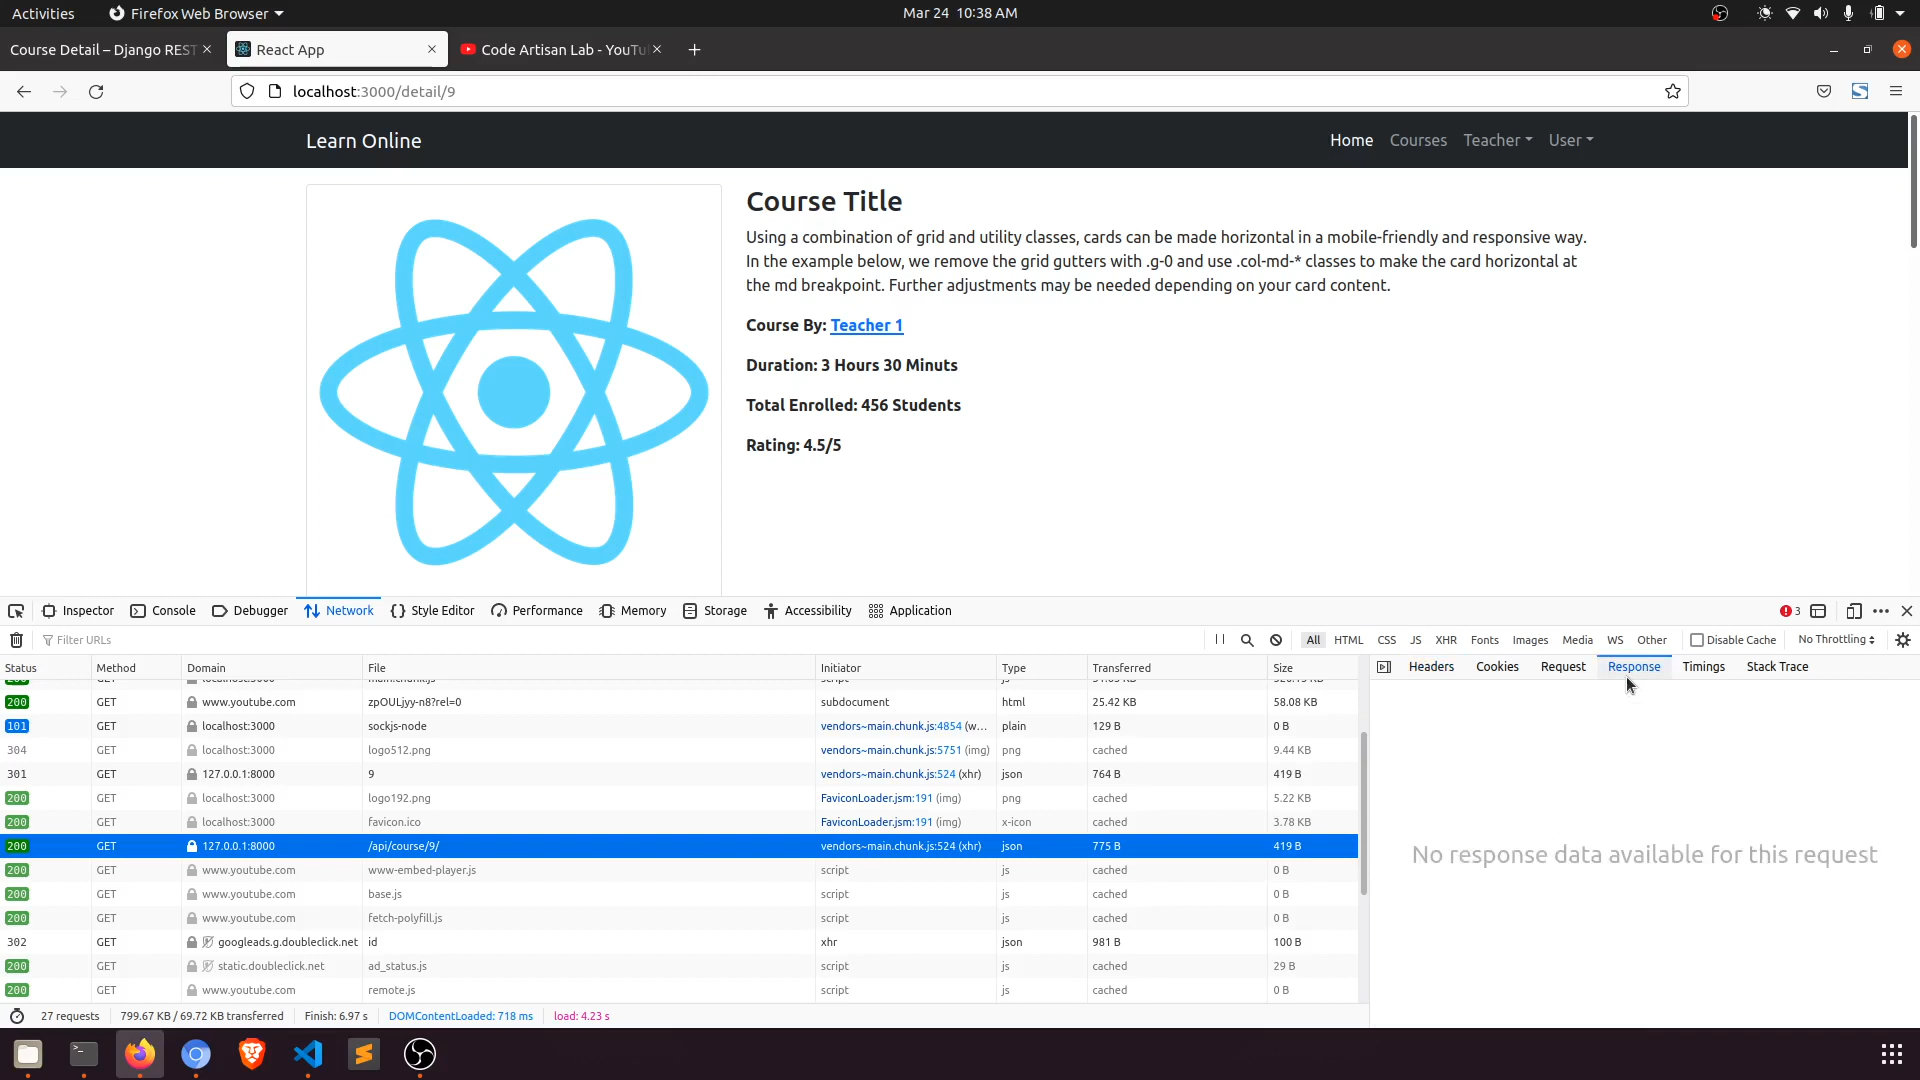 Activities
Firefox Web Browser
Mar 24 10:38 AM
Course Detail – Django REST
React App
Code Artisan Lab - YouTu
localhost:3000/detail/9
Learn Online
Home Courses Teacher User
Course Title
Using a combination of grid and utility classes, cards can be made horizontal in a mobile-friendly and responsive way.
In the example below, we remove the grid gutters with .g-0 and use .col-md-* classes to make the card horizontal at
the md breakpoint. Further adjustments may be needed depending on your card content.
Course By: Teacher 1
Duration: 3 Hours 30 Minuts
Total Enrolled: 456 Students
Rating: 4.5/5
Inspector Console Debugger Network Style Editor Performance Memory Storage Accessibility Application 3
Filter URLs All HTML CSS JS XHR Fonts Images Media WS Other Disable Cache No Throttling
Status Method Domain File Initiator Type Transferred Size
Headers Cookies Request Response Timings Stack Trace
200 GET www.youtube.com zpOULjyy-n8?rel=0 subdocument html 25.42 KB 58.08 KB
101 GET localhost:3000 sockjs-node vendors~main.chunk.js:4854 (w… plain 129 B 0 B
304 GET localhost:3000 logo512.png vendors~main.chunk.js:5751 (img) png cached 9.44 KB
301 GET 127.0.0.1:8000 9 vendors~main.chunk.js:524 (xhr) json 764 B 419 B
200 GET localhost:3000 logo192.png FaviconLoader.jsm:191 (img) png cached 5.22 KB
200 GET localhost:3000 favicon.ico FaviconLoader.jsm:191 (img) x-icon cached 3.78 KB
200 GET 127.0.0.1:8000 /api/course/9/ vendors~main.chunk.js:524 (xhr) json 775 B 419 B
No response data available for this request
200 GET www.youtube.com www-embed-player.js script js cached 0 B
200 GET www.youtube.com base.js script js cached 0 B
200 GET www.youtube.com fetch-polyfill.js script js cached 0 B
302 GET googleads.g.doubleclick.net id xhr json 981 B 100 B
200 GET static.doubleclick.net ad_status.js script js cached 29 B
200 GET www.youtube.com remote.js script js cached 0 B
27 requests 799.67 KB / 69.72 KB transferred Finish: 6.97 s DOMContentLoaded: 718 ms load: 4.23 s